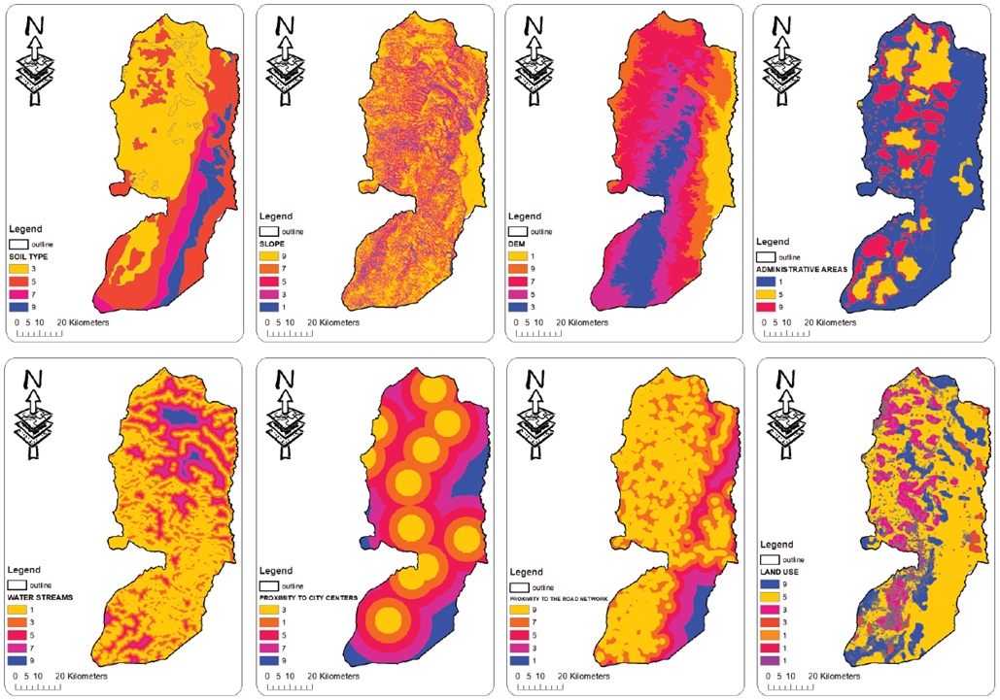 N
Legend
outline
SOIL TYPE
3
5
7
9
0 5 10 20 Kilometers
N
Legend
outline
SLOPE
9
7
5
3
1
0 5 10 20 Kilometers
N
Legend
outline
DEM
1
9
7
5
3
0 5 10 20 Kilometers
N
Legend
outline
ADMINISTRATIVE AREAS
1
5
9
0 5 10 20 Kilometers
N
Legend
outline
WATER STREAMS
1
3
5
7
9
0 5 10 20 Kilometers
N
Legend
outline
PROXIMITY TO CITY CENTERS
3
1
5
7
9
0 5 10 20 Kilometers
N
Legend
outline
PROXIMITY TO THE ROAD NETWORK
9
7
5
3
1
0 5 10 20 Kilometers
N
Legend
outline
LAND USE
9
5
3
3
1
1
5
0 5 10 20 Kilometers